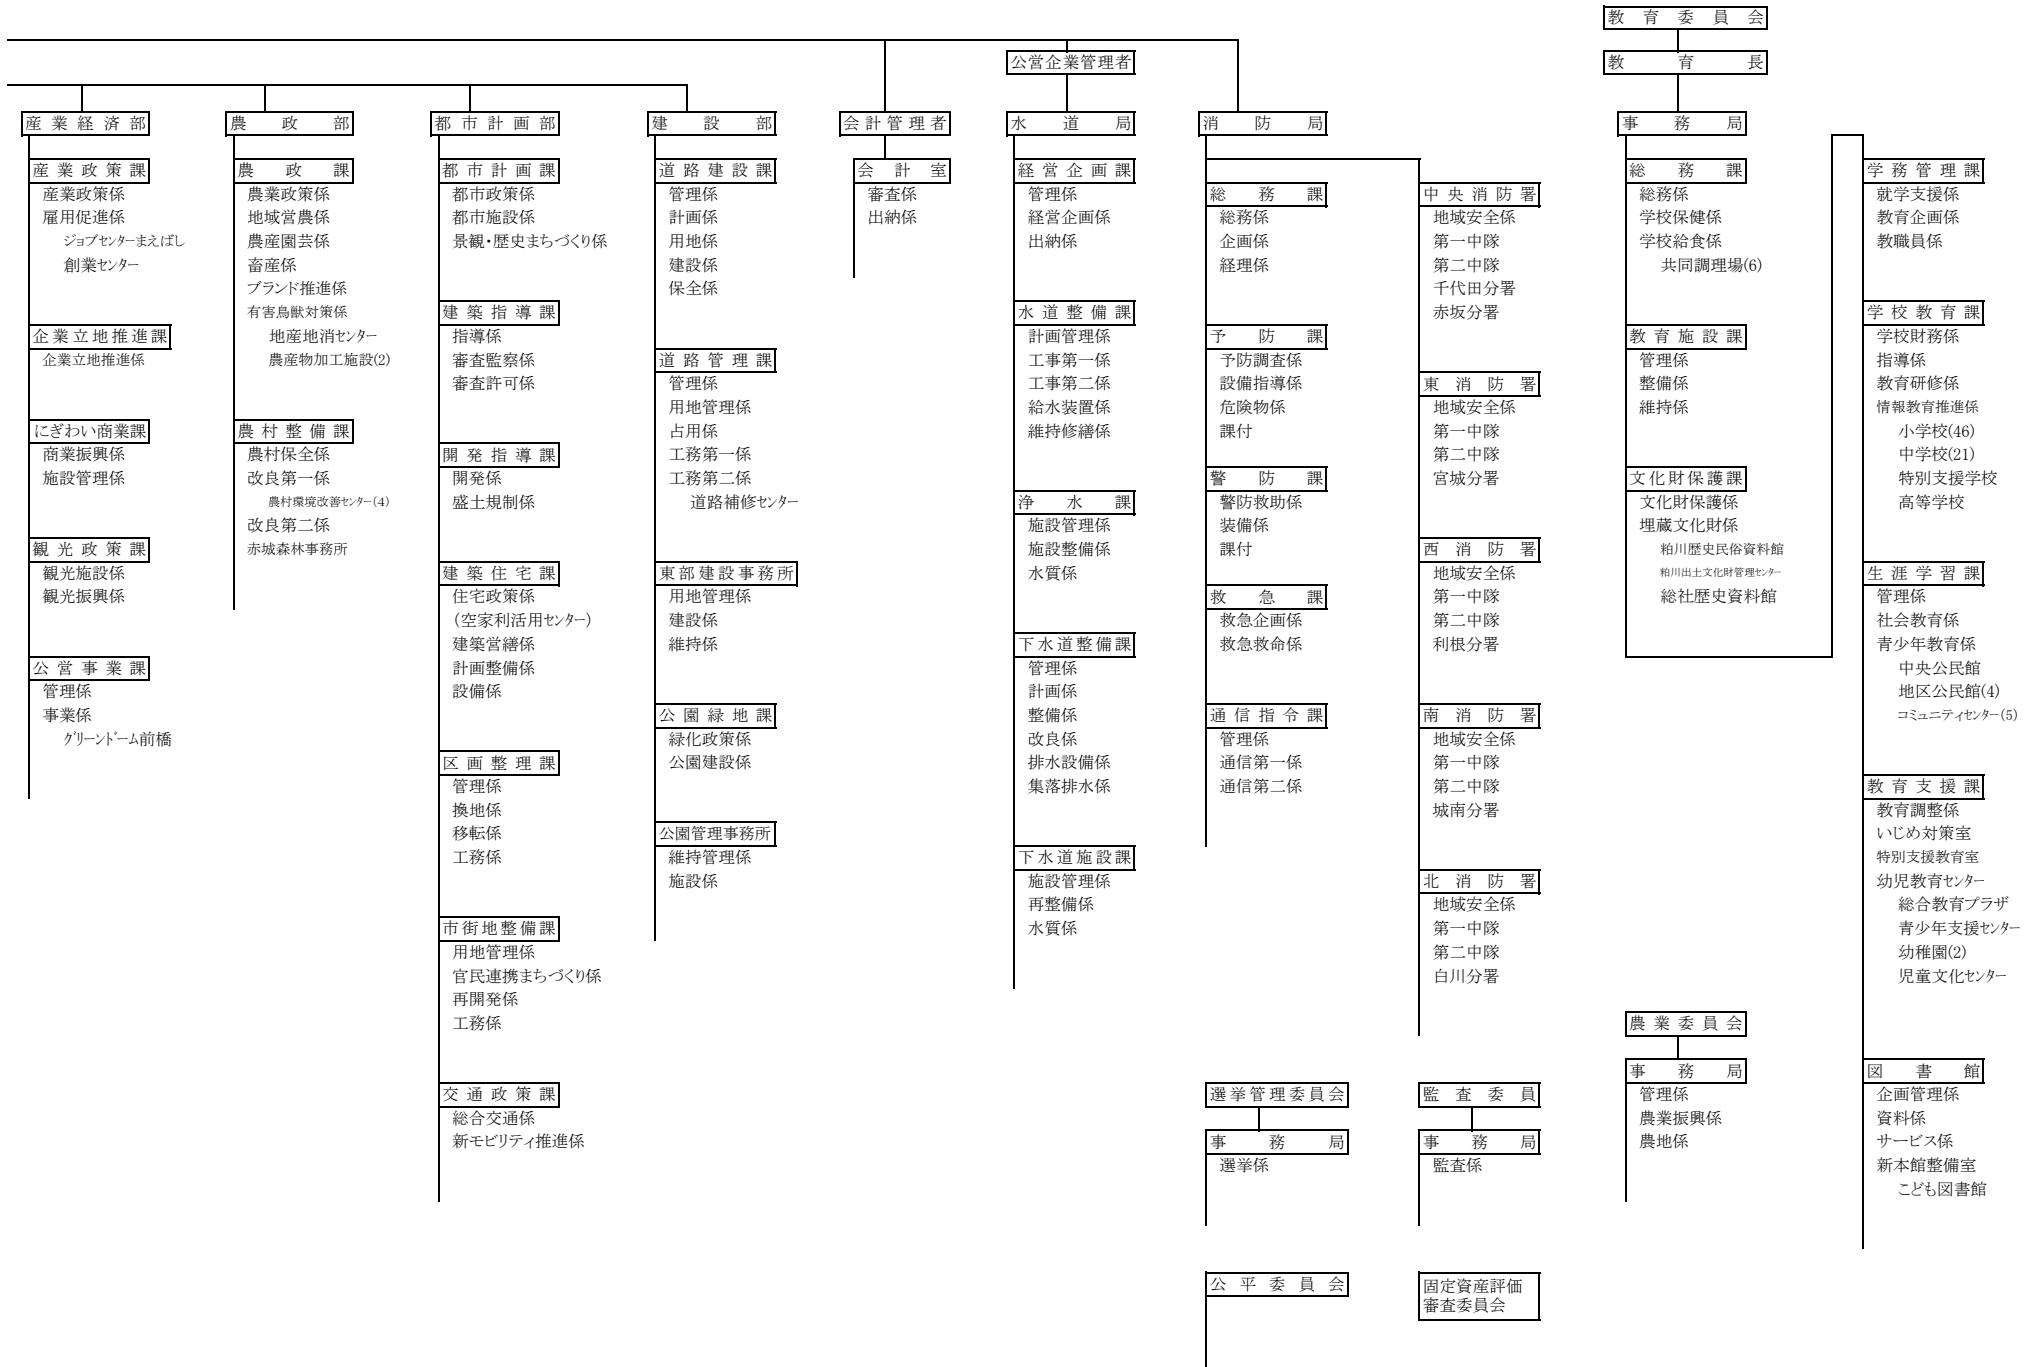 教育委員会
教育長
公営企業管理者
産業経済部
産業政策課
産業政策係
雇用促進係
ジョブセンターまえばし
創業センター
企業立地推進課
企業立地推進係
にぎわい商業課
商業振興係
施設管理係
観光政策課
観光施設係
観光振興係
公営事業課
管理係
事業係
グリーンドーム前橋
農政部
農政課
農業政策係
地域営農係
農産園芸係
畜産係
ブランド推進係
有害鳥獣対策係
地産地消センター
農産物加工施設(2)
農村整備課
農村保全係
改良第一係
農村環境改善センター(4)
改良第二係
赤城森林事務所
都市計画部
都市計画課
都市政策係
都市施設係
景観・歴史まちづくり係
建築指導課
指導係
審査監察係
審査許可係
開発指導課
開発係
盛土規制係
建築住宅課
住宅政策係
(空家利活用センター)
建築営繕係
計画整備係
設備係
区画整理課
管理係
換地係
移転係
工務係
市街地整備課
用地管理係
官民連携まちづくり係
再開発係
工務係
交通政策課
総合交通係
新モビリティ推進係
建設部
道路建設課
管理係
計画係
用地係
建設係
保全係
道路管理課
管理係
用地管理係
占用係
工務第一係
工務第二係
道路補修センター
東部建設事務所
用地管理係
建設係
維持係
公園緑地課
緑化政策係
公園建設係
公園管理事務所
維持管理係
施設係
会計管理者
会計室
審査係
出納係
水道局
経営企画課
管理係
経営企画係
出納係
水道整備課
計画管理係
工事第一係
工事第二係
給水装置係
維持修繕係
浄水課
施設管理係
施設整備係
水質係
下水道整備課
管理係
計画係
整備係
改良係
排水設備係
集落排水係
下水道施設課
施設管理係
再整備係
水質係
消防局
総務課
総務係
企画係
経理係
予防課
予防調査係
設備指導係
危険物係
課付
警防課
警防救助係
装備係
課付
救急課
救急企画係
救急救命係
通信指令課
管理係
通信第一係
通信第二係
中央消防署
地域安全係
第一中隊
第二中隊
千代田分署
赤坂分署
東消防署
地域安全係
第一中隊
第二中隊
宮城分署
西消防署
地域安全係
第一中隊
第二中隊
利根分署
南消防署
地域安全係
第一中隊
第二中隊
城南分署
北消防署
地域安全係
第一中隊
第二中隊
白川分署
選挙管理委員会
事務局
選挙係
監査委員
事務局
監査係
公平委員会
固定資産評価
審査委員会
事務局
総務課
総務係
学校保健係
学校給食係
共同調理場(6)
教育施設課
管理係
整備係
維持係
文化財保護課
文化財保護係
埋蔵文化財係
粕川歴史民俗資料館
粕川出土文化財管理センター
総社歴史資料館
農業委員会
事務局
管理係
農業振興係
農地係
学務管理課
就学支援係
教育企画係
教職員係
学校教育課
学校財務係
指導係
教育研修係
情報教育推進係
小学校(46)
中学校(21)
特別支援学校
高等学校
生涯学習課
管理係
社会教育係
青少年教育係
中央公民館
地区公民館(4)
コミュニティセンター(5)
教育支援課
教育調整係
いじめ対策室
特別支援教育室
幼児教育センター
総合教育プラザ
青少年支援センター
幼稚園(2)
児童文化センター
図書館
企画管理係
資料係
サービス係
新本館整備室
こども図書館